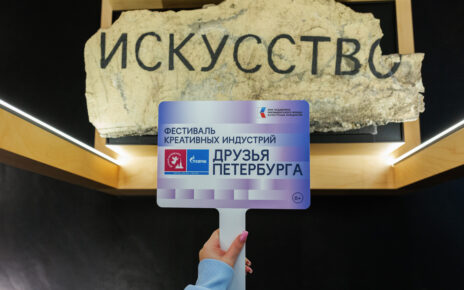 ИСКУССТВО
ФЕСТИВАЛЬ
КРЕАТИВНЫХ ИНДУСТРИЙ
ДРУЗЬЯ
ПЕТЕРБУРГА